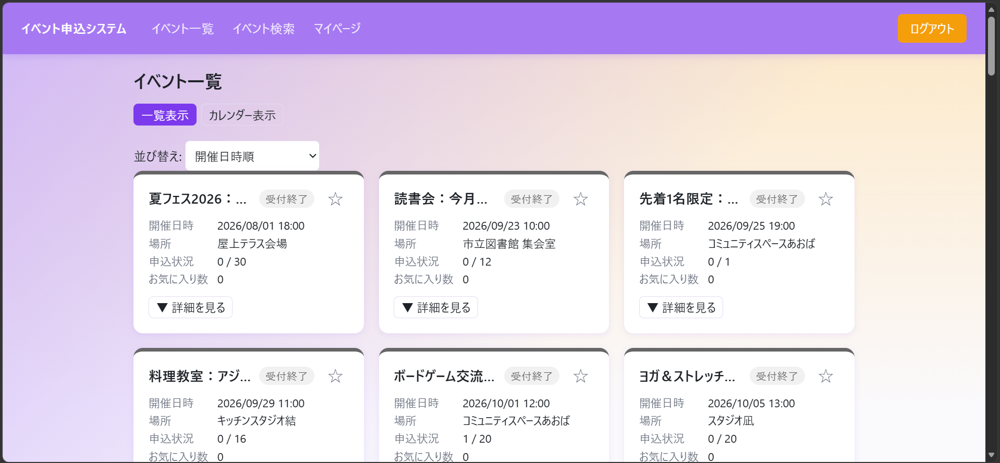 イベント申込システム イベント一覧 イベント検索 マイページ ログアウト
イベント一覧
一覧表示 カレンダー表示
並び替え: 開催日時順
夏フェス2026：... 受付終了 ☆
開催日時 2026/08/01 18:00
場所 屋上テラス会場
申込状況 0 / 30
お気に入り数 0
▼ 詳細を見る
読書会：今月... 受付終了 ☆
開催日時 2026/09/23 10:00
場所 市立図書館 集会室
申込状況 0 / 12
お気に入り数 0
▼ 詳細を見る
先着1名限定：... 受付終了 ☆
開催日時 2026/09/25 19:00
場所 コミュニティスペースあおば
申込状況 0 / 1
お気に入り数 0
▼ 詳細を見る
料理教室：アジ... 受付終了 ☆
開催日時 2026/09/29 11:00
場所 キッチンスタジオ結
申込状況 0 / 16
お気に入り数 0
ボードゲーム交流... 受付終了 ☆
開催日時 2026/10/01 12:00
場所 コミュニティスペースあおば
申込状況 1 / 20
お気に入り数 0
ヨガ＆ストレッチ... 受付終了 ☆
開催日時 2026/10/05 13:00
場所 スタジオ凪
申込状況 0 / 20
お気に入り数 0